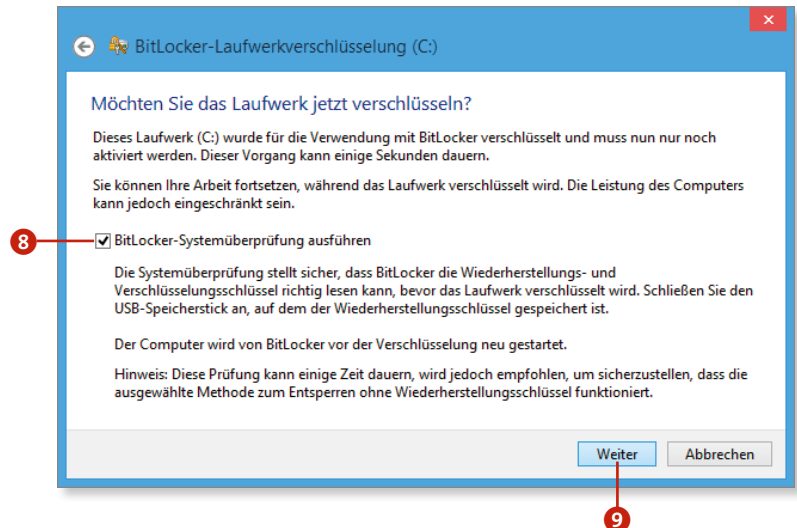 BitLocker-Laufwerkverschlüsselung (C:)
Möchten Sie das Laufwerk jetzt verschlüsseln?
Dieses Laufwerk (C:) wurde für die Verwendung mit BitLocker verschlüsselt und muss nun nur noch
aktiviert werden. Dieser Vorgang kann einige Sekunden dauern.
Sie können Ihre Arbeit fortsetzen, während das Laufwerk verschlüsselt wird. Die Leistung des Computers
kann jedoch eingeschränkt sein.
8 BitLocker-Systemüberprüfung ausführen
Die Systemüberprüfung stellt sicher, dass BitLocker die Wiederherstellungs- und
Verschlüsselungsschlüssel richtig lesen kann, bevor das Laufwerk verschlüsselt wird. Schließen Sie den
USB-Speicherstick an, auf dem der Wiederherstellungsschlüssel gespeichert ist.
Der Computer wird von BitLocker vor der Verschlüsselung neu gestartet.
Hinweis: Diese Prüfung kann einige Zeit dauern, wird jedoch empfohlen, um sicherzustellen, dass die
ausgewählte Methode zum Entsperren ohne Wiederherstellungsschlüssel funktioniert.
Weiter Abbrechen
9